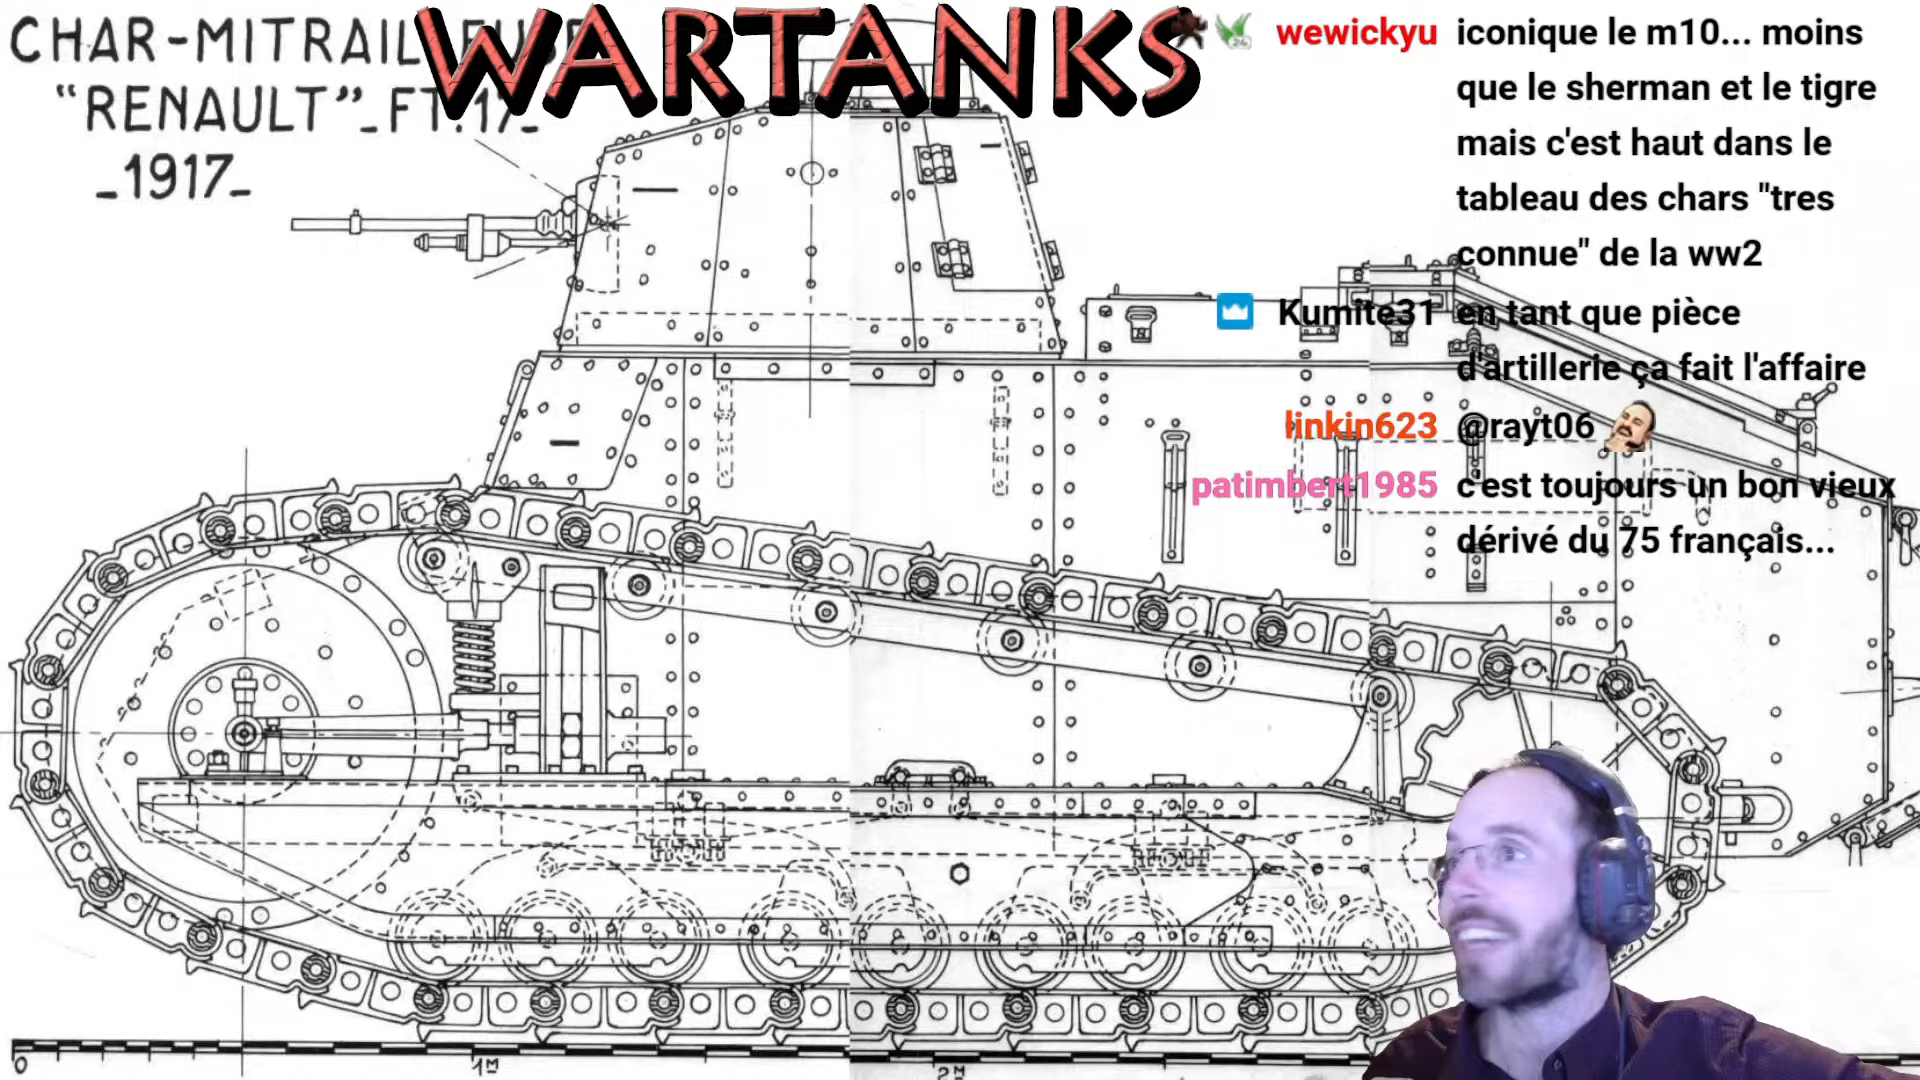 CHAR-MITRAILLEUSE
"RENAULT"_FT.17_
_1917_
WARTANKS
wewickyu iconique le m10... moins
que le sherman et le tigre
mais c'est haut dans le
tableau des chars "tres
connue" de la ww2
Kumite31 en tant que pièce
d'artillerie ça fait l'affaire
linkin623 @rayt06
patimbert1985 c'est toujours un bon vieux
dérivé du 75 français...
0 1M 2M